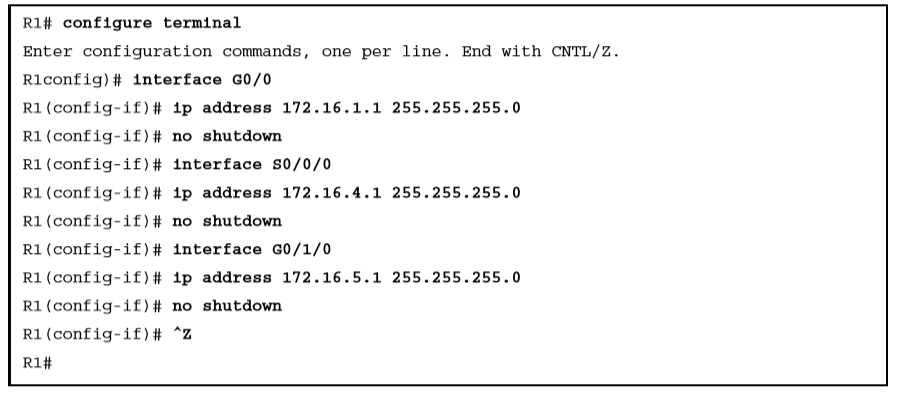 R1# configure terminal
Enter configuration commands, one per line. End with CNTL/Z.
R1config)# interface G0/0
R1(config-if)# ip address 172.16.1.1 255.255.255.0
R1(config-if)# no shutdown
R1(config-if)# interface S0/0/0
R1(config-if)# ip address 172.16.4.1 255.255.255.0
R1(config-if)# no shutdown
R1(config-if)# interface G0/1/0
R1(config-if)# ip address 172.16.5.1 255.255.255.0
R1(config-if)# no shutdown
R1(config-if)# ^Z
R1#